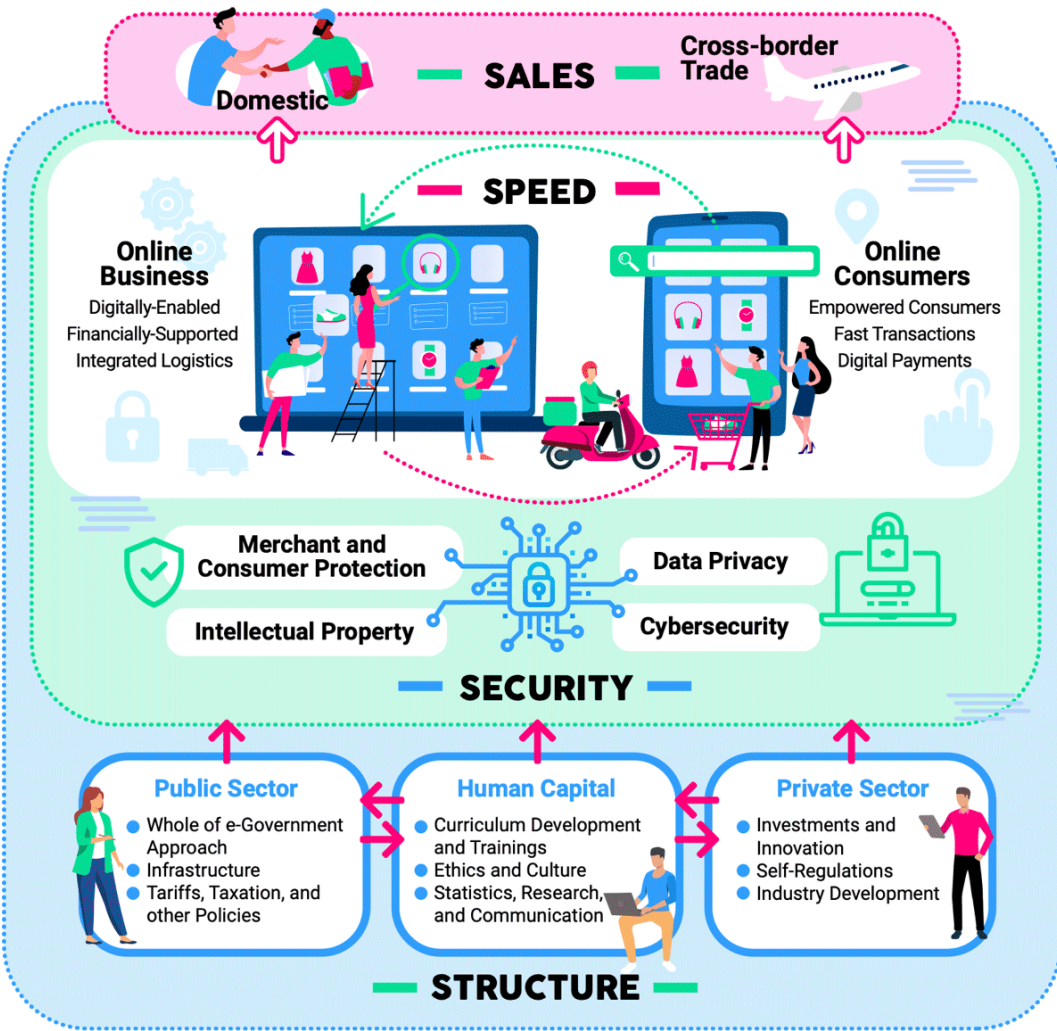 SALES
Domestic
Cross-border
Trade
SPEED
Online
Business
Digitally-Enabled
Financially-Supported
Integrated Logistics
Online
Consumers
Empowered Consumers
Fast Transactions
Digital Payments
Merchant and
Consumer Protection
Intellectual Property
Data Privacy
Cybersecurity
SECURITY
Public Sector
Whole of e-Government
Approach
Infrastructure
Tariffs, Taxation, and
other Policies
Human Capital
Curriculum Development
and Trainings
Ethics and Culture
Statistics, Research,
and Communication
Private Sector
Investments and
Innovation
Self-Regulations
Industry Development
STRUCTURE